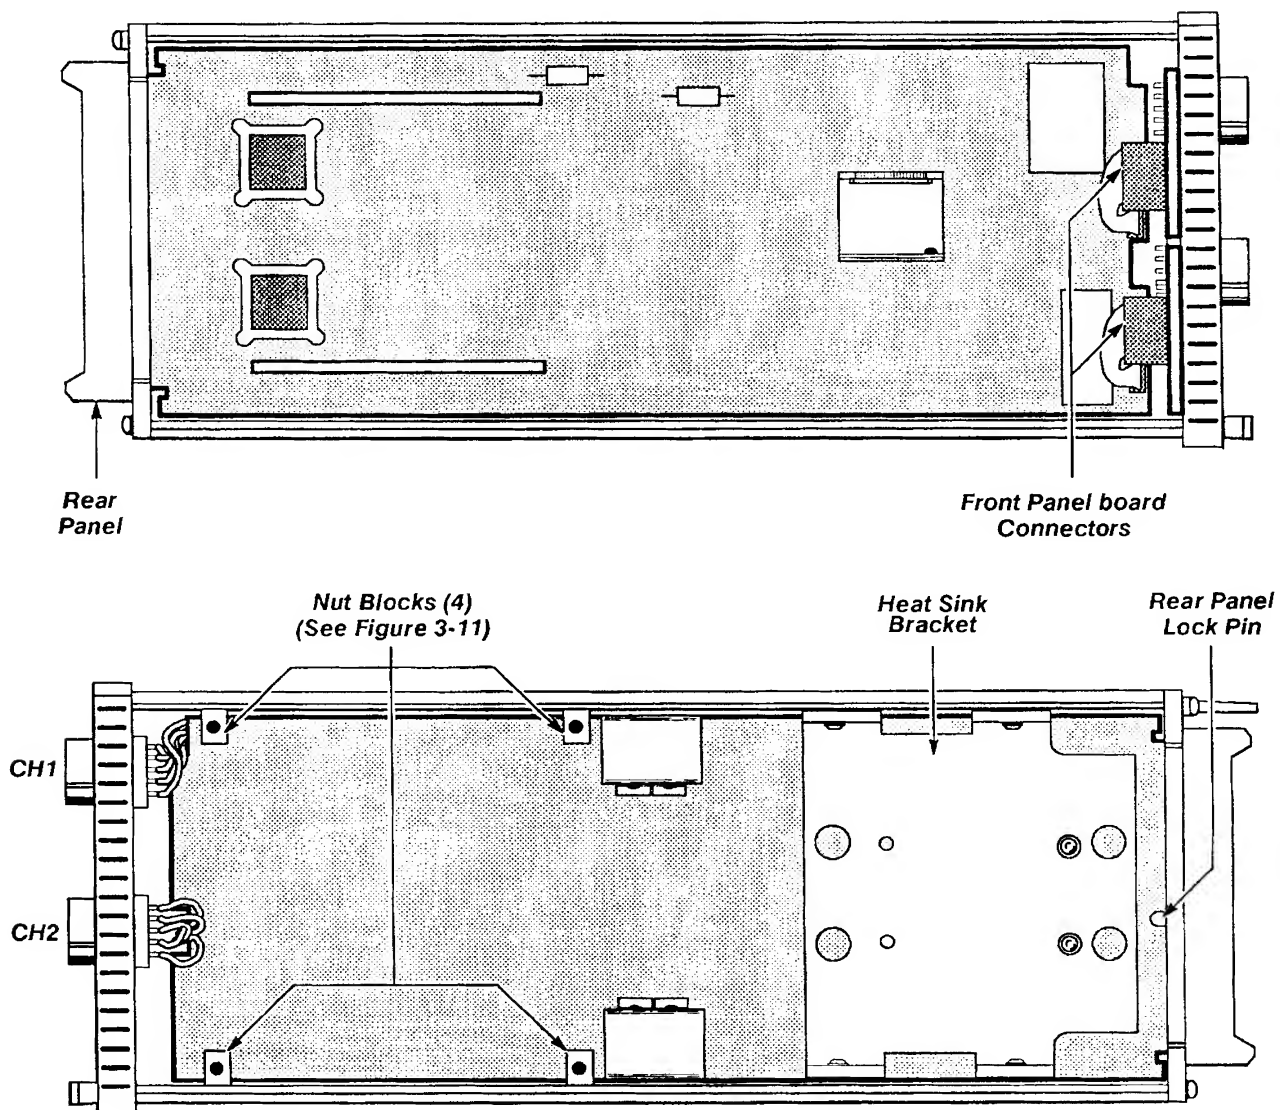 Rear
Panel
Front Panel board
Connectors
Nut Blocks (4)
(See Figure 3-11)
Heat Sink
Bracket
Rear Panel
Lock Pin
CH1
CH2